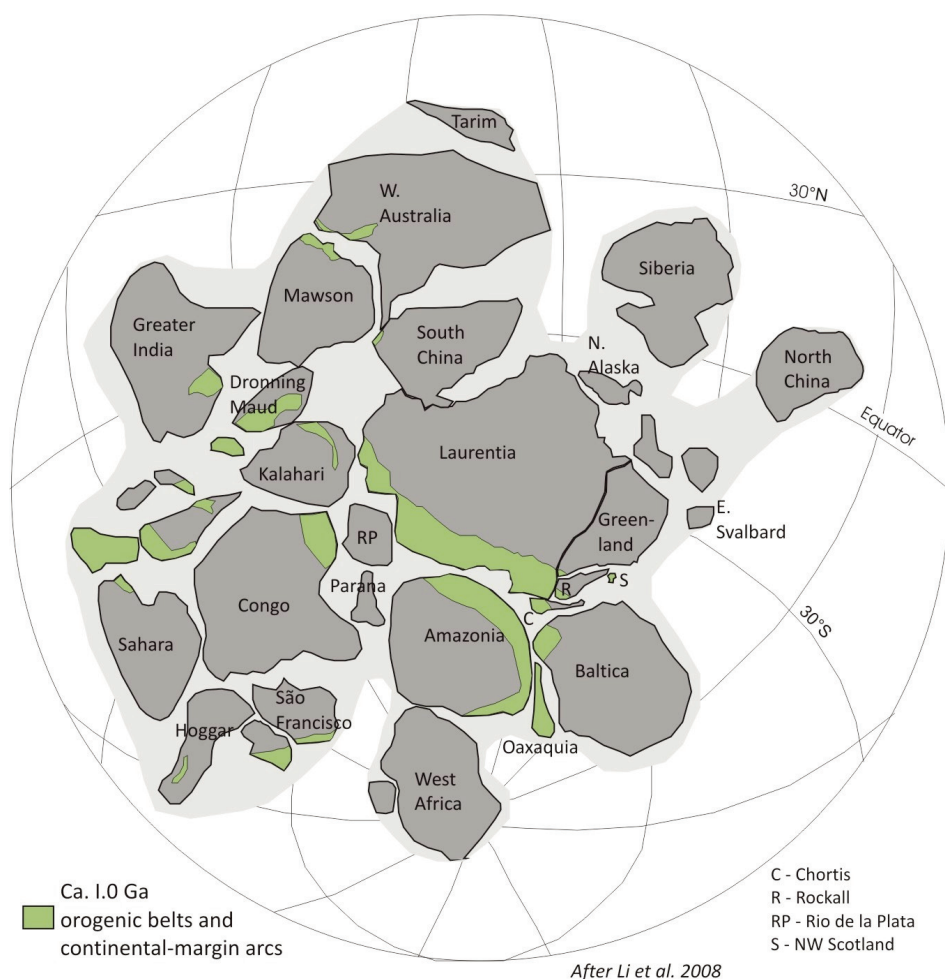 Tarim
W.
Australia
30°N
Siberia
Mawson
Greater
India
South
China
N.
Alaska
North
China
Dronning
Maud
Equator
Laurentia
Kalahari
Green-
land
E.
Svalbard
RP
Parana
R
S
C
Congo
Amazonia
30°S
Sahara
Baltica
São
Francisco
Hoggar
Oaxaquia
West
Africa
Ca. I.0 Ga
orogenic belts and
continental-margin arcs
C - Chortis
R - Rockall
RP - Rio de la Plata
S - NW Scotland
After Li et al. 2008